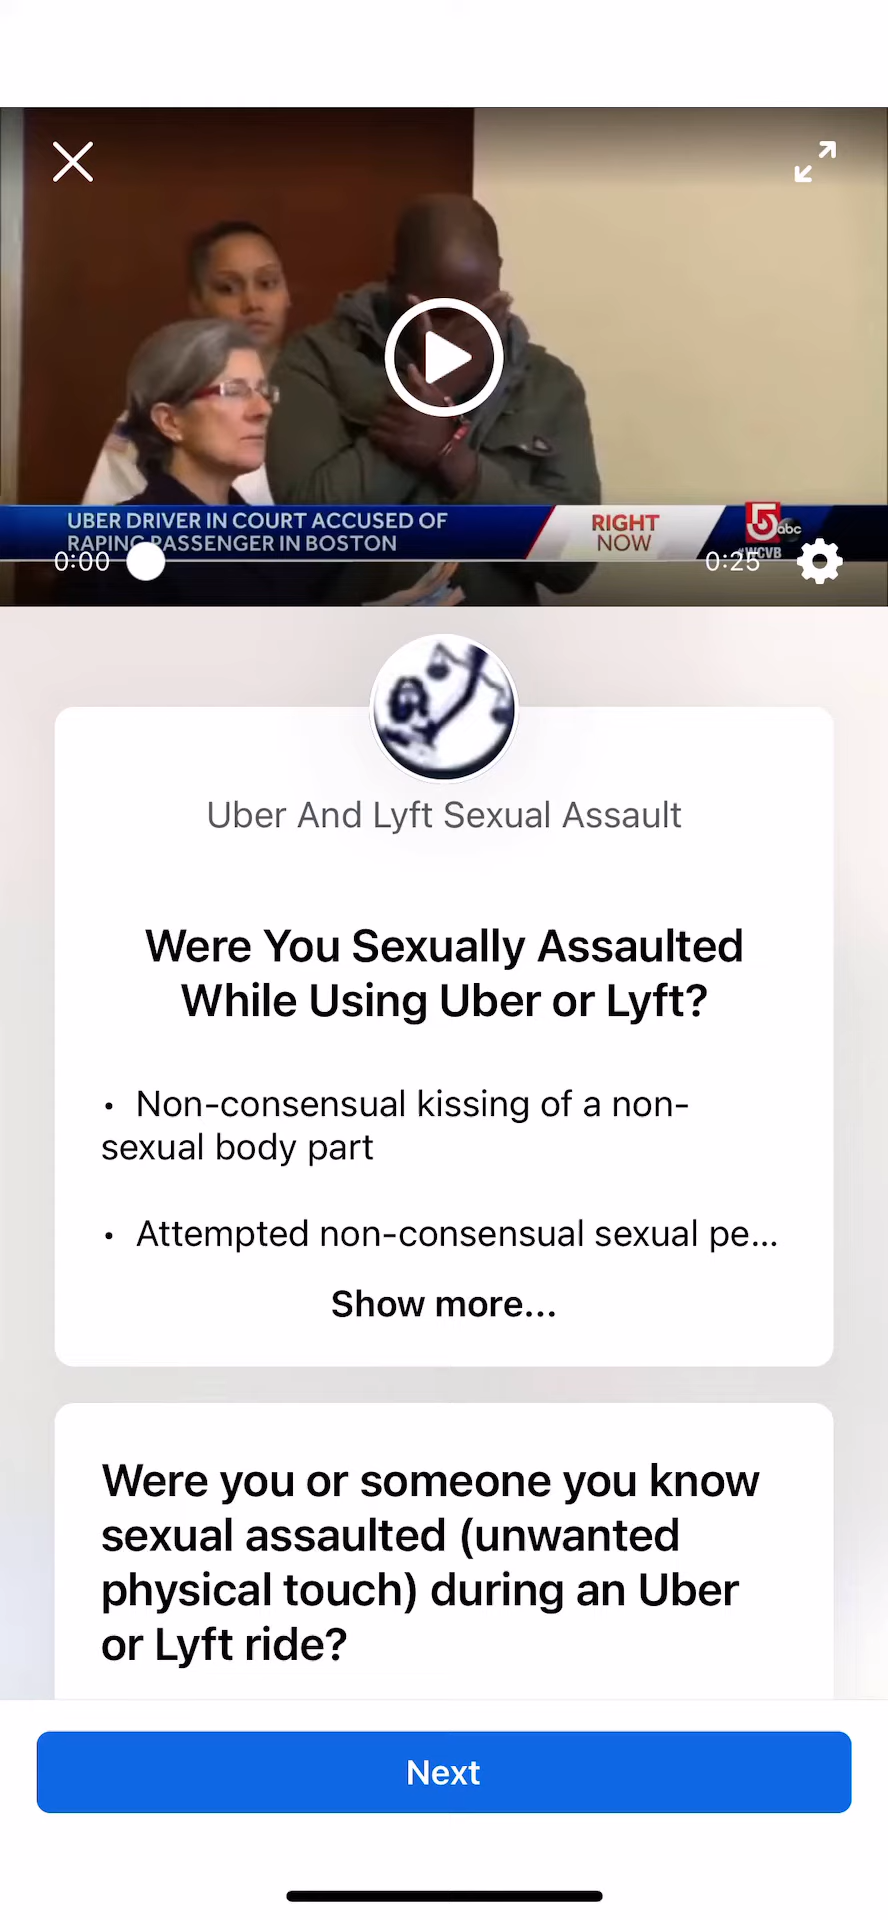 UBER DRIVER IN COURT ACCUSED OF
RAPING PASSENGER IN BOSTON
RIGHT
NOW
5
abc
#WCVB
0:00
0:25
Uber And Lyft Sexual Assault
Were You Sexually Assaulted
While Using Uber or Lyft?
• Non-consensual kissing of a non-
sexual body part
• Attempted non-consensual sexual pe...
Show more...
Were you or someone you know
sexual assaulted (unwanted
physical touch) during an Uber
or Lyft ride?
Next